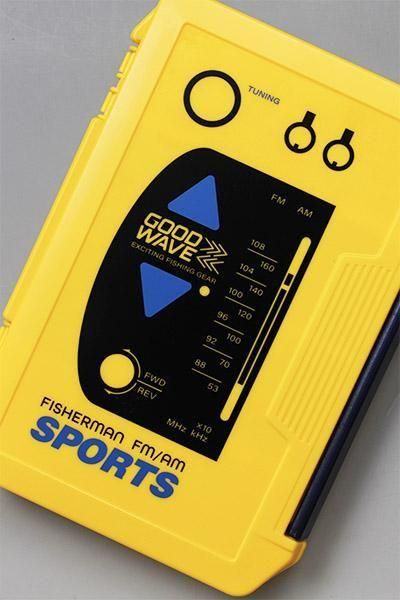 TUNING
FM AM
GOOD
WAVE
EXCITING FISHING GEAR
108 160
104 140
100 120
96 100
92 70
88 53
MHz x10 kHz
FWD
REV
FISHERMAN FM/AM
SPORTS